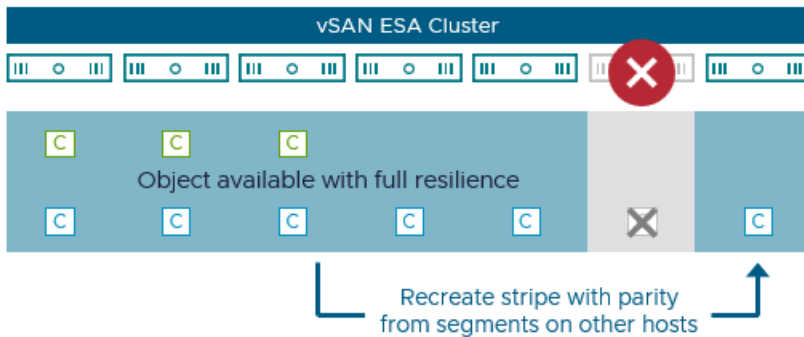 vSAN ESA Cluster
C C C
Object available with full resilience
C C C C C C
Recreate stripe with parity
from segments on other hosts